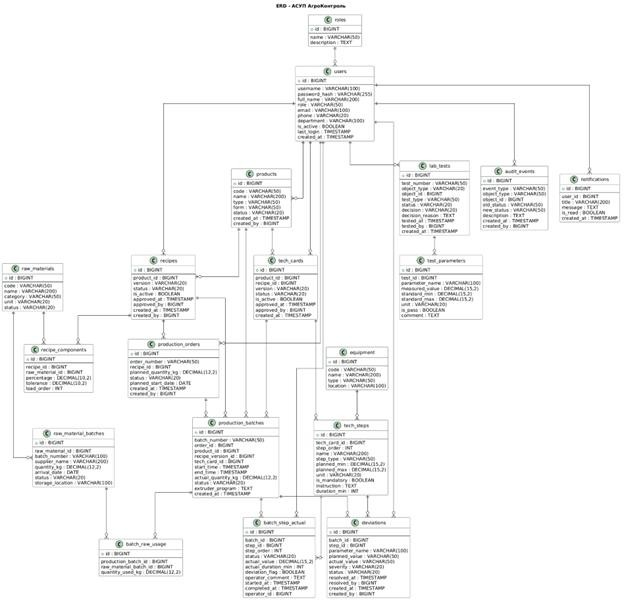 ERD - АСУП АгроКонтроль
C roles
id : BIGINT
name : VARCHAR(50)
description : TEXT
C users
id : BIGINT
username : VARCHAR(100)
password_hash : VARCHAR(255)
full_name : VARCHAR(200)
role : VARCHAR(50)
email : VARCHAR(100)
phone : VARCHAR(20)
department : VARCHAR(100)
is_active : BOOLEAN
last_login : TIMESTAMP
created_at : TIMESTAMP
C products
id : BIGINT
code : VARCHAR(50)
name : VARCHAR(200)
type : VARCHAR(50)
form : VARCHAR(50)
status : VARCHAR(20)
created_at : TIMESTAMP
created_by : BIGINT
C lab_tests
id : BIGINT
test_number : VARCHAR(50)
object_type : VARCHAR(20)
object_id : BIGINT
test_type : VARCHAR(50)
status : VARCHAR(20)
decision : VARCHAR(20)
decision_reason : TEXT
tested_at : TIMESTAMP
tested_by : BIGINT
created_at : TIMESTAMP
C audit_events
id : BIGINT
event_type : VARCHAR(50)
object_type : VARCHAR(50)
object_id : BIGINT
old_status : VARCHAR(50)
new_status : VARCHAR(50)
description : TEXT
created_at : TIMESTAMP
created_by : BIGINT
C notifications
id : BIGINT
user_id : BIGINT
title : VARCHAR(200)
message : TEXT
is_read : BOOLEAN
created_at : TIMESTAMP
C raw_materials
id : BIGINT
code : VARCHAR(50)
name : VARCHAR(200)
category : VARCHAR(50)
unit : VARCHAR(20)
status : VARCHAR(20)
C recipes
id : BIGINT
product_id : BIGINT
version : VARCHAR(20)
status : VARCHAR(20)
is_active : BOOLEAN
approved_at : TIMESTAMP
approved_by : BIGINT
created_at : TIMESTAMP
created_by : BIGINT
C tech_cards
id : BIGINT
product_id : BIGINT
recipe_id : BIGINT
version : VARCHAR(20)
status : VARCHAR(20)
is_active : BOOLEAN
approved_at : TIMESTAMP
approved_by : BIGINT
created_at : TIMESTAMP
C test_parameters
id : BIGINT
test_id : BIGINT
parameter_name : VARCHAR(100)
measured_value : DECIMAL(15,2)
standard_min : DECIMAL(15,2)
standard_max : DECIMAL(15,2)
unit : VARCHAR(20)
is_pass : BOOLEAN
comment : TEXT
C recipe_components
id : BIGINT
recipe_id : BIGINT
raw_material_id : BIGINT
percentage : DECIMAL(10,2)
tolerance : DECIMAL(10,2)
load_order : INT
C production_orders
id : BIGINT
order_number : VARCHAR(50)
recipe_id : BIGINT
planned_quantity_kg : DECIMAL(12,2)
status : VARCHAR(20)
planned_start_date : DATE
created_at : TIMESTAMP
created_by : BIGINT
C equipment
id : BIGINT
code : VARCHAR(50)
name : VARCHAR(200)
type : VARCHAR(50)
location : VARCHAR(100)
C raw_material_batches
id : BIGINT
raw_material_id : BIGINT
batch_number : VARCHAR(100)
supplier_name : VARCHAR(200)
quantity_kg : DECIMAL(12,2)
arrival_date : DATE
status : VARCHAR(20)
storage_location : VARCHAR(100)
C production_batches
id : BIGINT
batch_number : VARCHAR(50)
order_id : BIGINT
product_id : BIGINT
recipe_version_id : BIGINT
tech_card_id : BIGINT
start_time : TIMESTAMP
end_time : TIMESTAMP
actual_quantity_kg : DECIMAL(12,2)
status : VARCHAR(20)
extruder_program : TEXT
created_at : TIMESTAMP
C tech_steps
id : BIGINT
tech_card_id : BIGINT
step_order : INT
name : VARCHAR(200)
step_type : VARCHAR(50)
planned_min : DECIMAL(15,2)
planned_max : DECIMAL(15,2)
unit : VARCHAR(20)
is_mandatory : BOOLEAN
instruction : TEXT
duration_min : INT
C batch_raw_usage
id : BIGINT
production_batch_id : BIGINT
raw_material_batch_id : BIGINT
quantity_used_kg : DECIMAL(12,2)
C batch_step_actual
id : BIGINT
batch_id : BIGINT
step_id : BIGINT
step_order : INT
status : VARCHAR(20)
actual_value : DECIMAL(15,2)
actual_duration_min : INT
deviation_flag : BOOLEAN
operator_comment : TEXT
started_at : TIMESTAMP
completed_at : TIMESTAMP
operator_id : BIGINT
C deviations
id : BIGINT
batch_id : BIGINT
step_id : BIGINT
parameter_name : VARCHAR(100)
planned_value : VARCHAR(50)
actual_value : VARCHAR(50)
severity : VARCHAR(20)
status : VARCHAR(20)
resolved_at : TIMESTAMP
resolved_by : BIGINT
created_at : TIMESTAMP
created_by : BIGINT